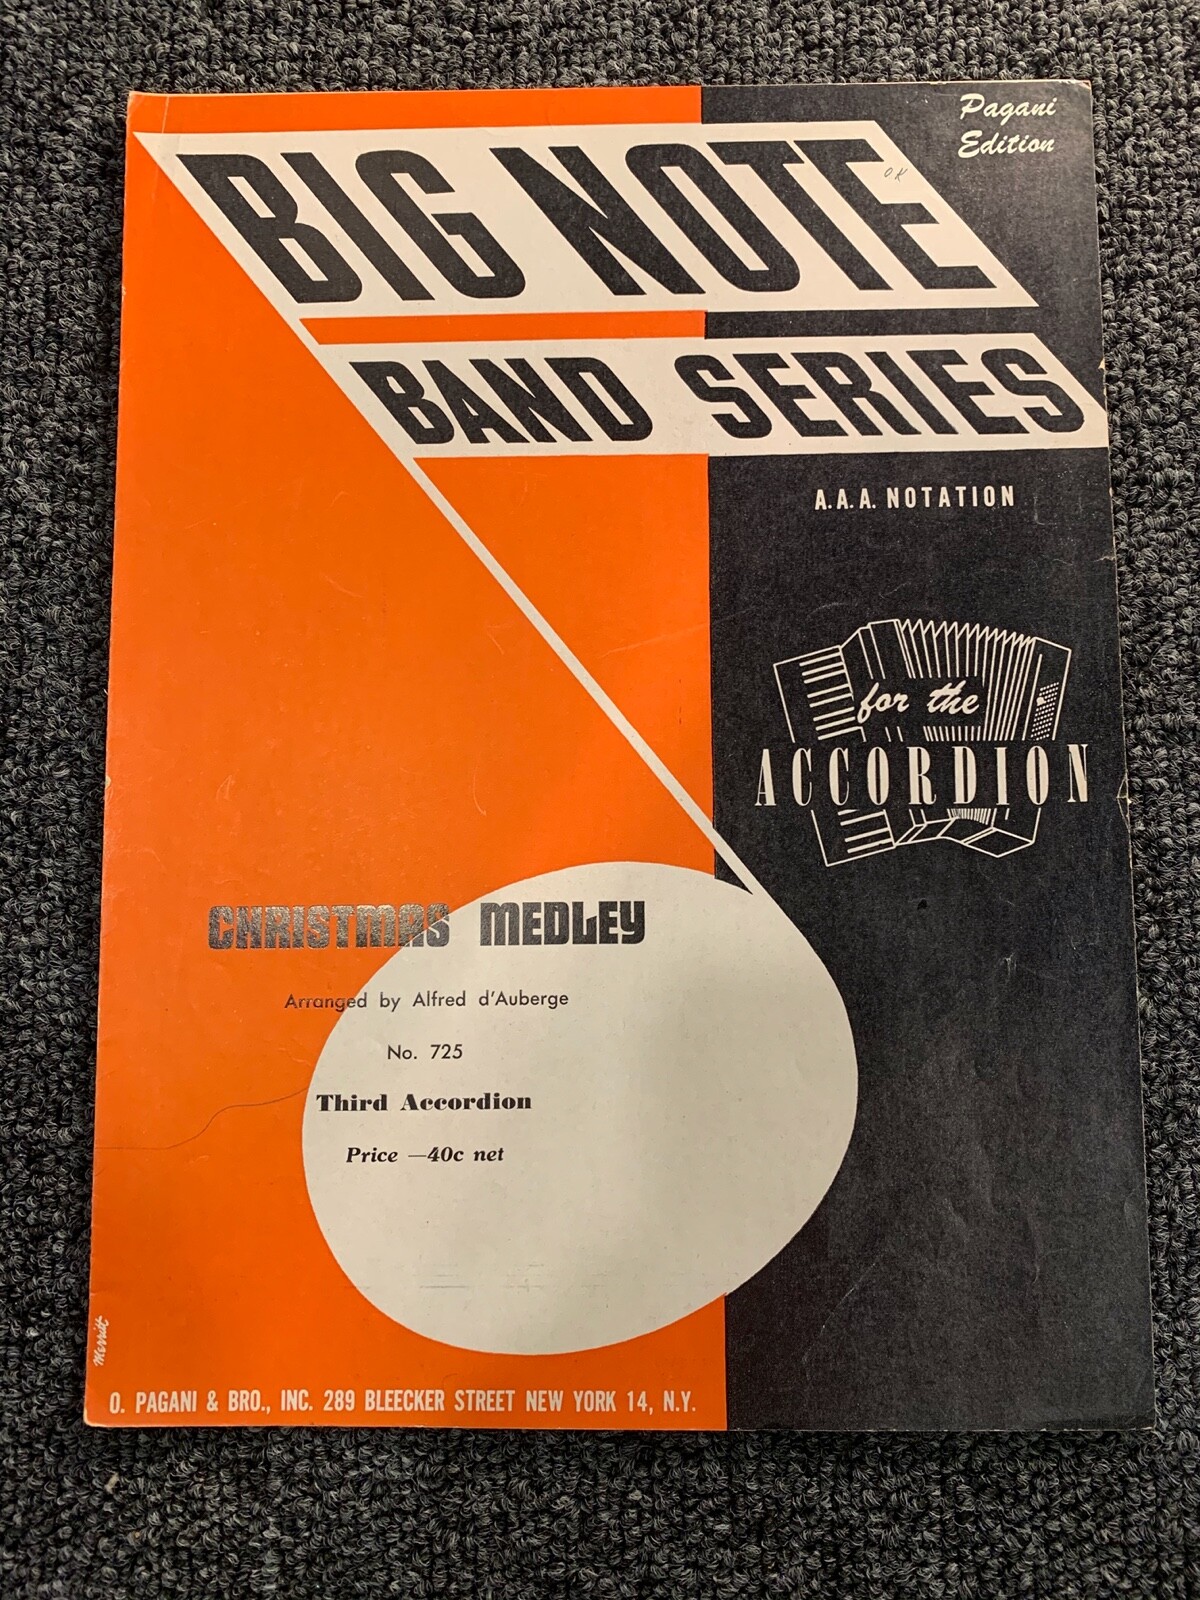 Pagani
Edition
BIG NOTE
OK
BAND SERIES
A.A.A. NOTATION
for the
ACCORDION
CHRISTMAS MEDLEY
Arranged by Alfred d'Auberge
No. 725
Third Accordion
Price —40c net
Merritt
O. PAGANI & BRO., INC. 289 BLEECKER STREET NEW YORK 14, N.Y.